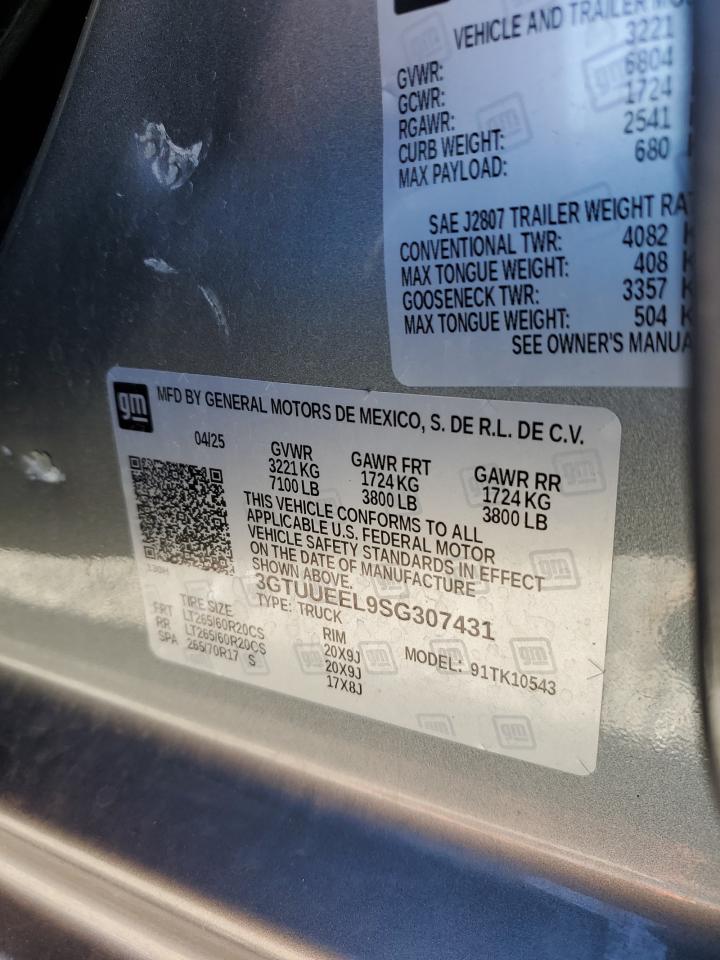 VEHICLE AND TRAILER
GVWR: 3221
GCWR: 6804
RGAWR: 1724
CURB WEIGHT: 2541
MAX PAYLOAD: 680
SAE J2807 TRAILER WEIGHT RA
CONVENTIONAL TWR: 4082 K
MAX TONGUE WEIGHT: 408 K
GOOSENECK TWR: 3357 K
MAX TONGUE WEIGHT: 504 K
SEE OWNER'S MANUA
gm MFD BY GENERAL MOTORS DE MEXICO, S. DE R.L. DE C.V.
04/25 GVWR GAWR FRT GAWR RR
3221 KG 1724 KG 1724 KG
7100 LB 3800 LB 3800 LB
THIS VEHICLE CONFORMS TO ALL
APPLICABLE U.S. FEDERAL MOTOR
VEHICLE SAFETY STANDARDS IN EFFECT
ON THE DATE OF MANUFACTURE
SHOWN ABOVE.
3GTUUEEL9SG307431
TYPE: TRUCK MODEL: 91TK10543
TIRE SIZE RIM
FRT LT265/60R20CS 20X9J
RR LT265/60R20CS 20X9J
SPA 265/70R17 S 17X8J